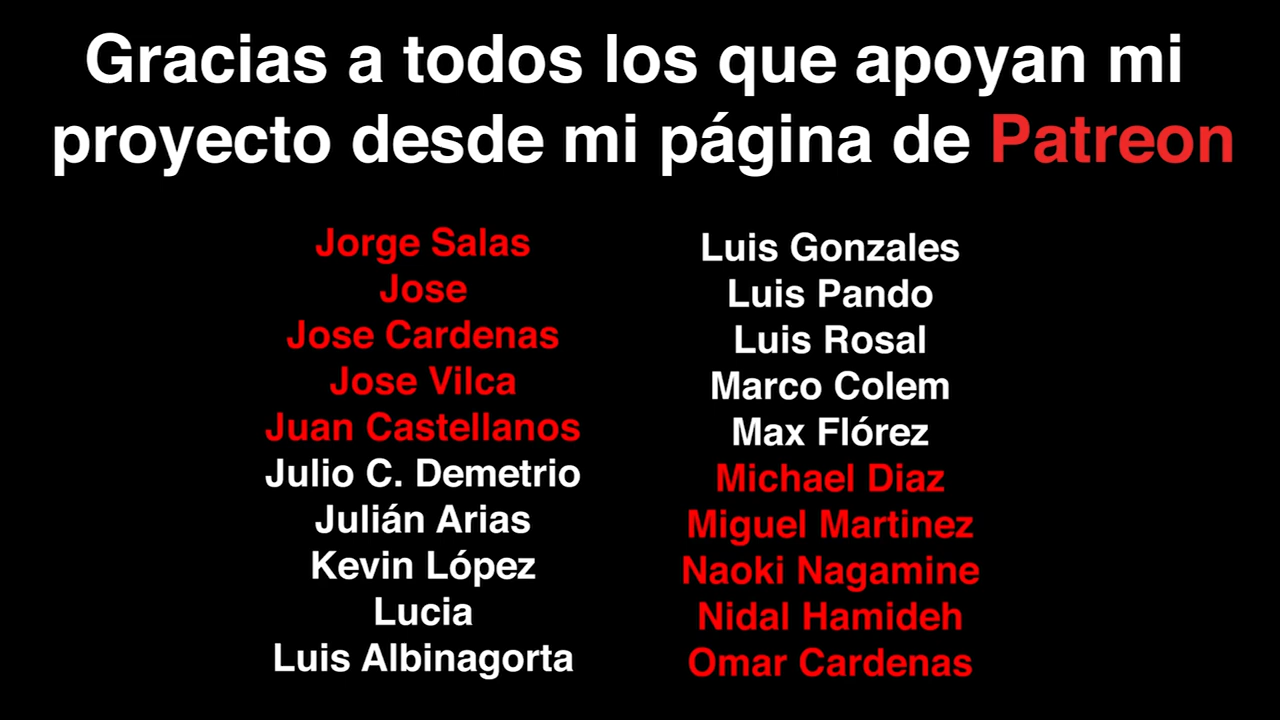 Gracias a todos los que apoyan mi
proyecto desde mi página de Patreon
Jorge Salas
Jose
Jose Cardenas
Jose Vilca
Juan Castellanos
Julio C. Demetrio
Julián Arias
Kevin López
Lucia
Luis Albinagorta
Luis Gonzales
Luis Pando
Luis Rosal
Marco Colem
Max Flórez
Michael Diaz
Miguel Martinez
Naoki Nagamine
Nidal Hamideh
Omar Cardenas